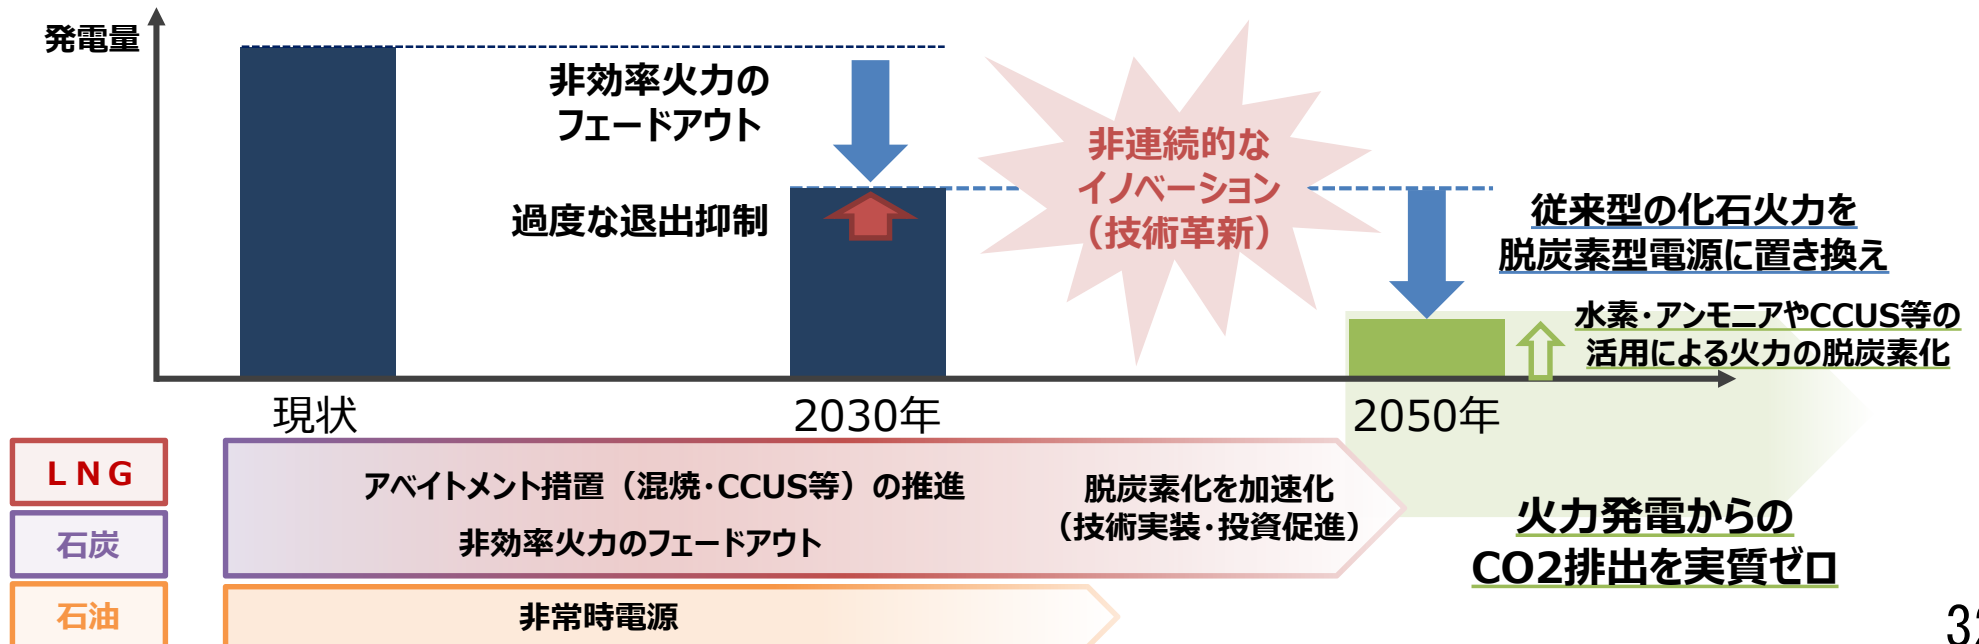 発電量
非効率火力の
フェードアウト
過度な退出抑制
非連続的な
イノベーション
（技術革新）
従来型の化石火力を
脱炭素型電源に置き換え
水素・アンモニアやCCUS等の
活用による火力の脱炭素化
現状
2030年
2050年
ＬＮＧ
石炭
石油
アベイトメント措置（混焼・CCUS等）の推進
非効率火力のフェードアウト
脱炭素化を加速化
（技術実装・投資促進）
非常時電源
火力発電からの
CO2排出を実質ゼロ
32